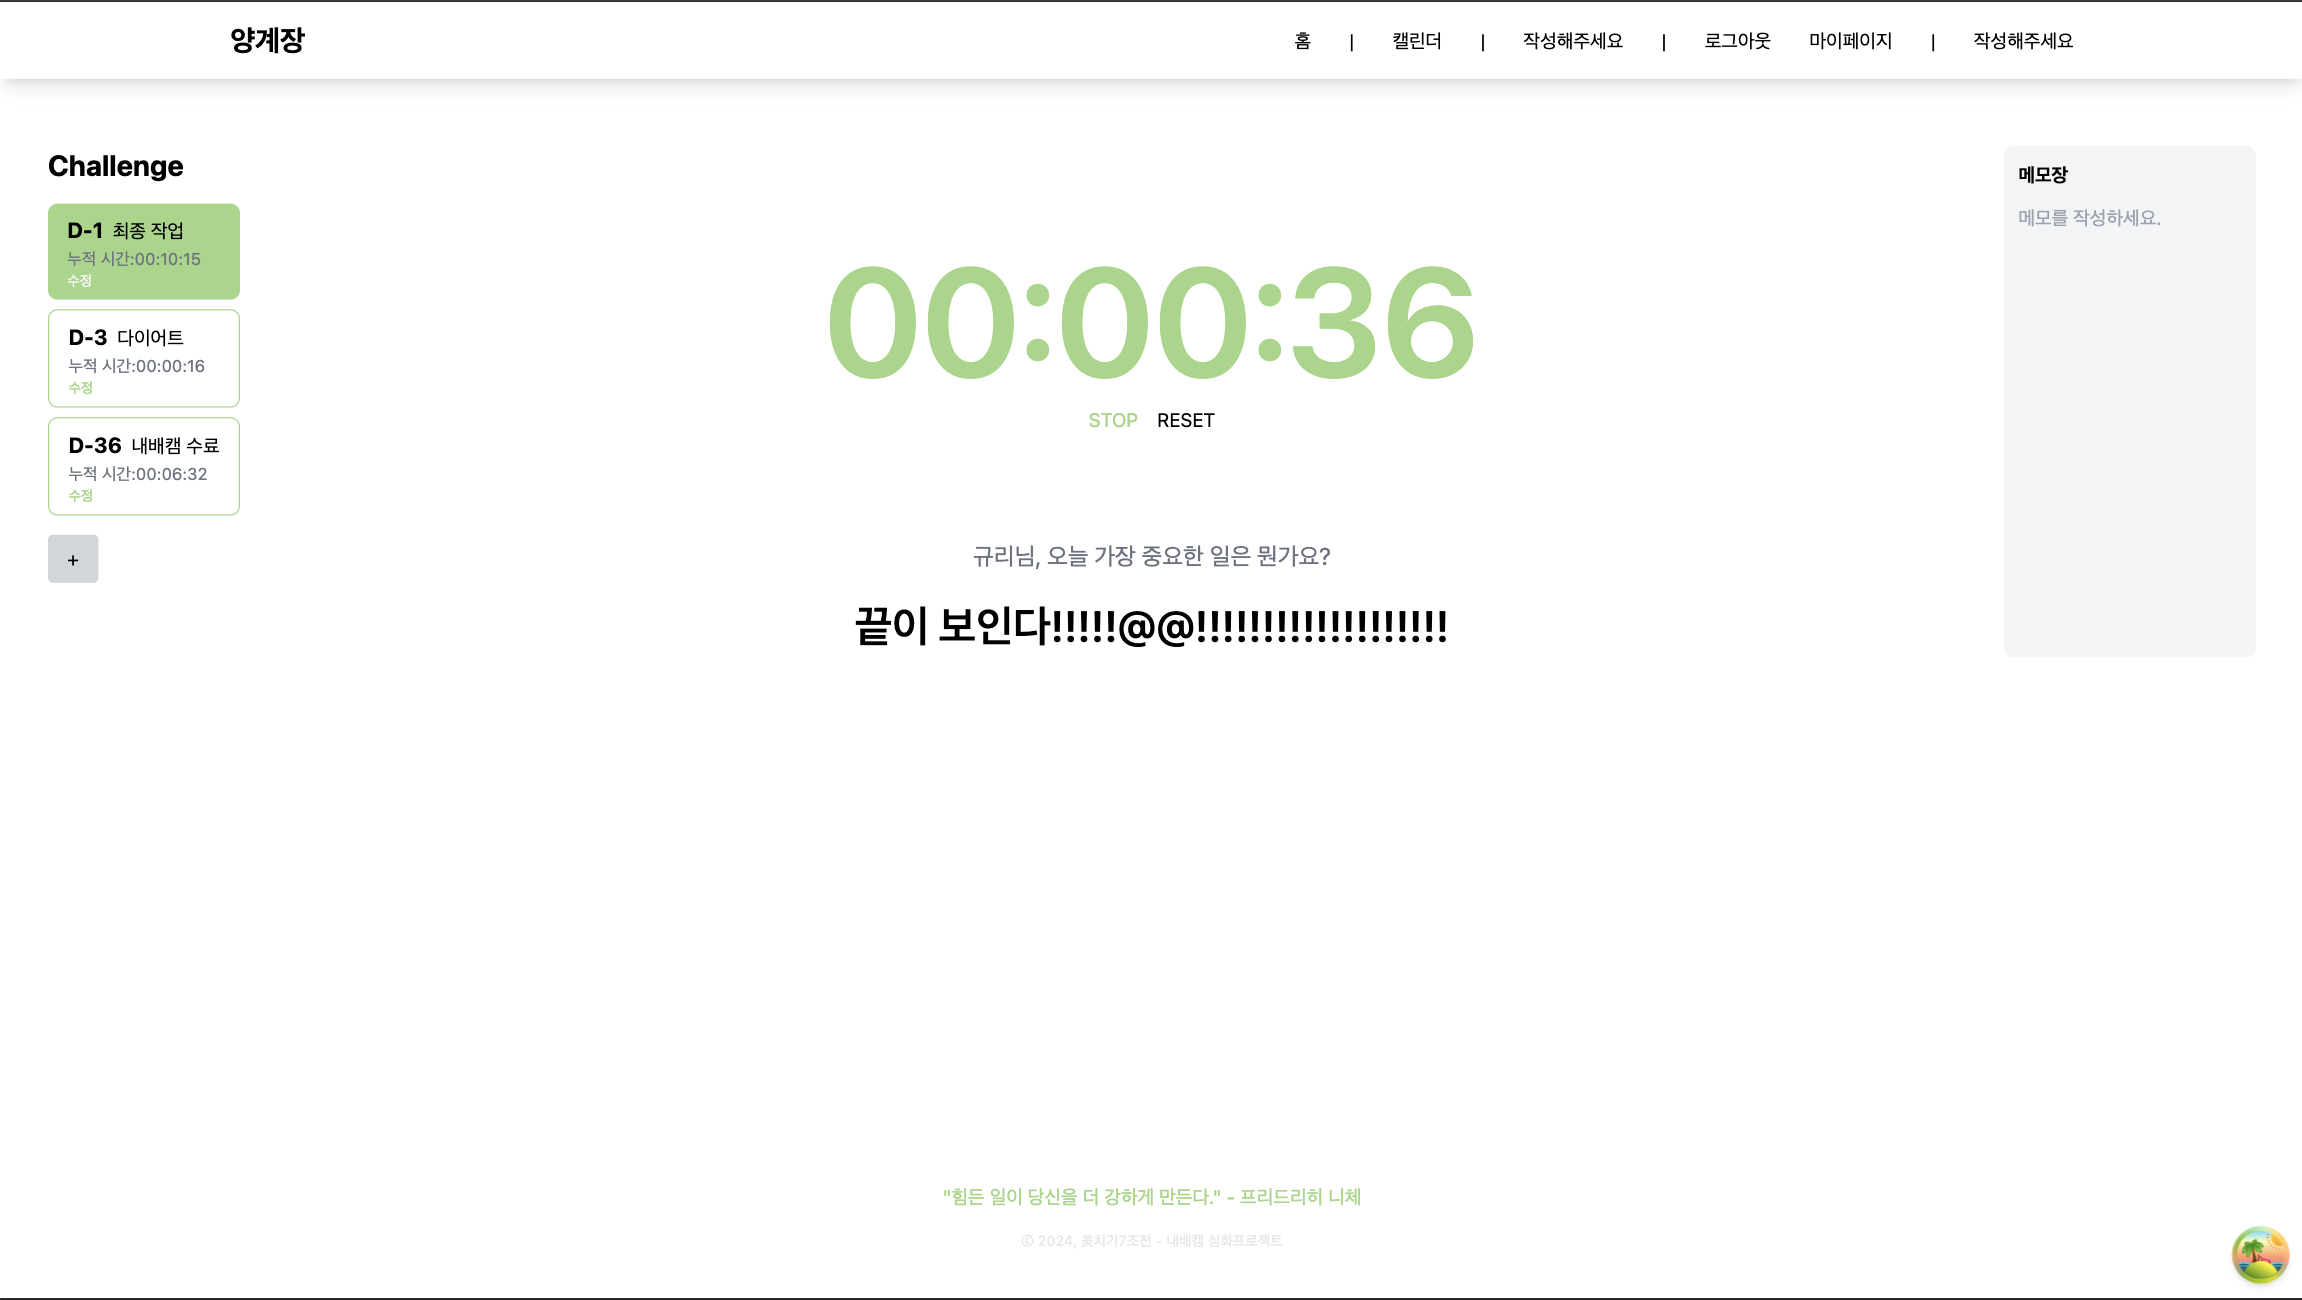 양계장
홈 | 캘린더 | 작성해주세요 | 로그아웃 마이페이지 | 작성해주세요
Challenge
D-1 최종 작업
누적 시간:00:10:15
수정
D-3 다이어트
누적 시간:00:00:16
수정
D-36 내배캠 수료
누적 시간:00:06:32
수정
+
00:00:36
STOP RESET
규리님, 오늘 가장 중요한 일은 뭔가요?
끝이 보인다!!!!!@@!!!!!!!!!!!!!!!!!!!
메모장
메모를 작성하세요.
"힘든 일이 당신을 더 강하게 만든다." - 프리드리히 니체
© 2024, 美치기7조전 - 내배캠 심화프로젝트